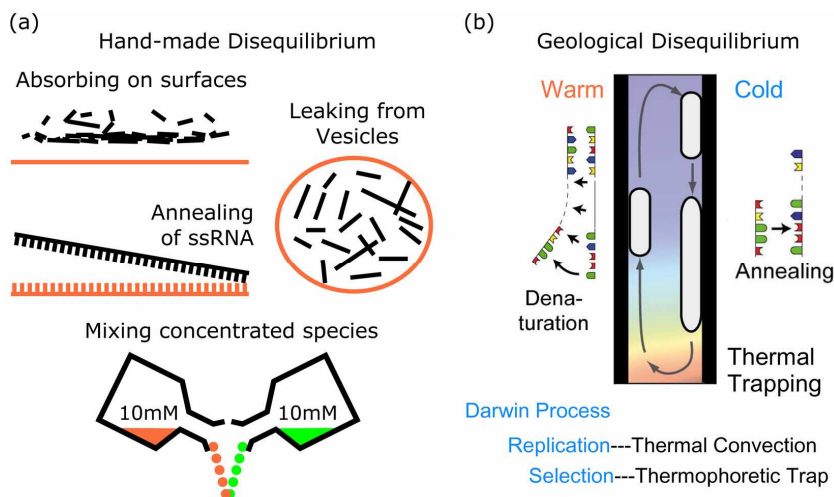 (a)
Hand-made Disequilibrium
Absorbing on surfaces
Leaking from
Vesicles
Annealing
of ssRNA
Mixing concentrated species
10mM
10mM
(b)
Geological Disequilibrium
Warm
Cold
Dena-
turation
Annealing
Thermal
Trapping
Darwin Process
Replication---Thermal Convection
Selection---Thermophoretic Trap